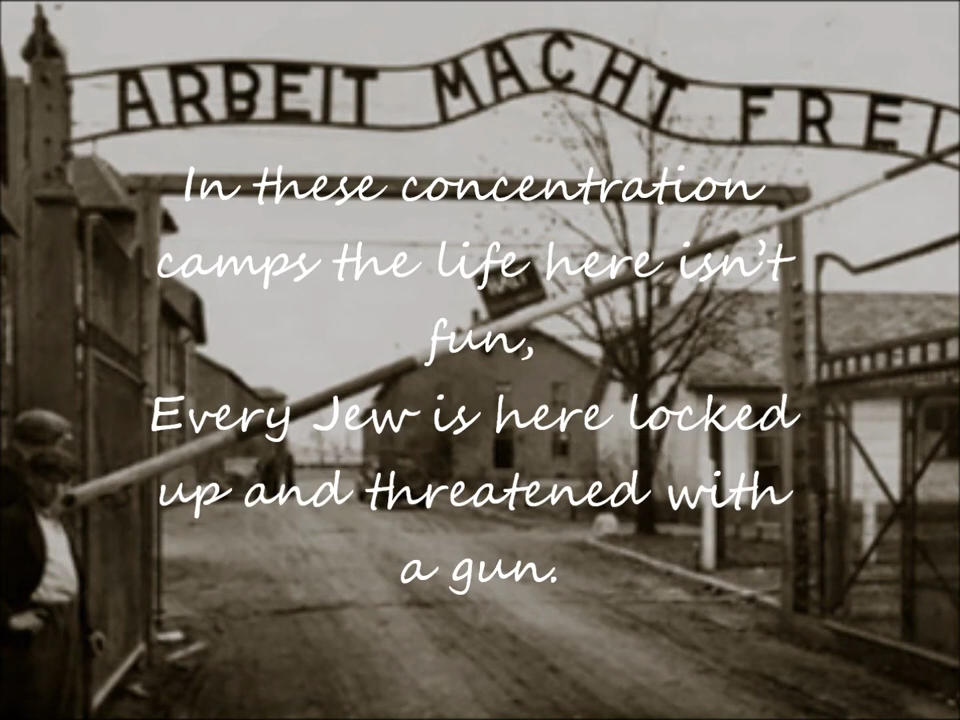 ARBEIT MACHT FREI
HALT
In these concentration
camps the life here isn't
fun,
Every Jew is here locked
up and threatened with
a gun.